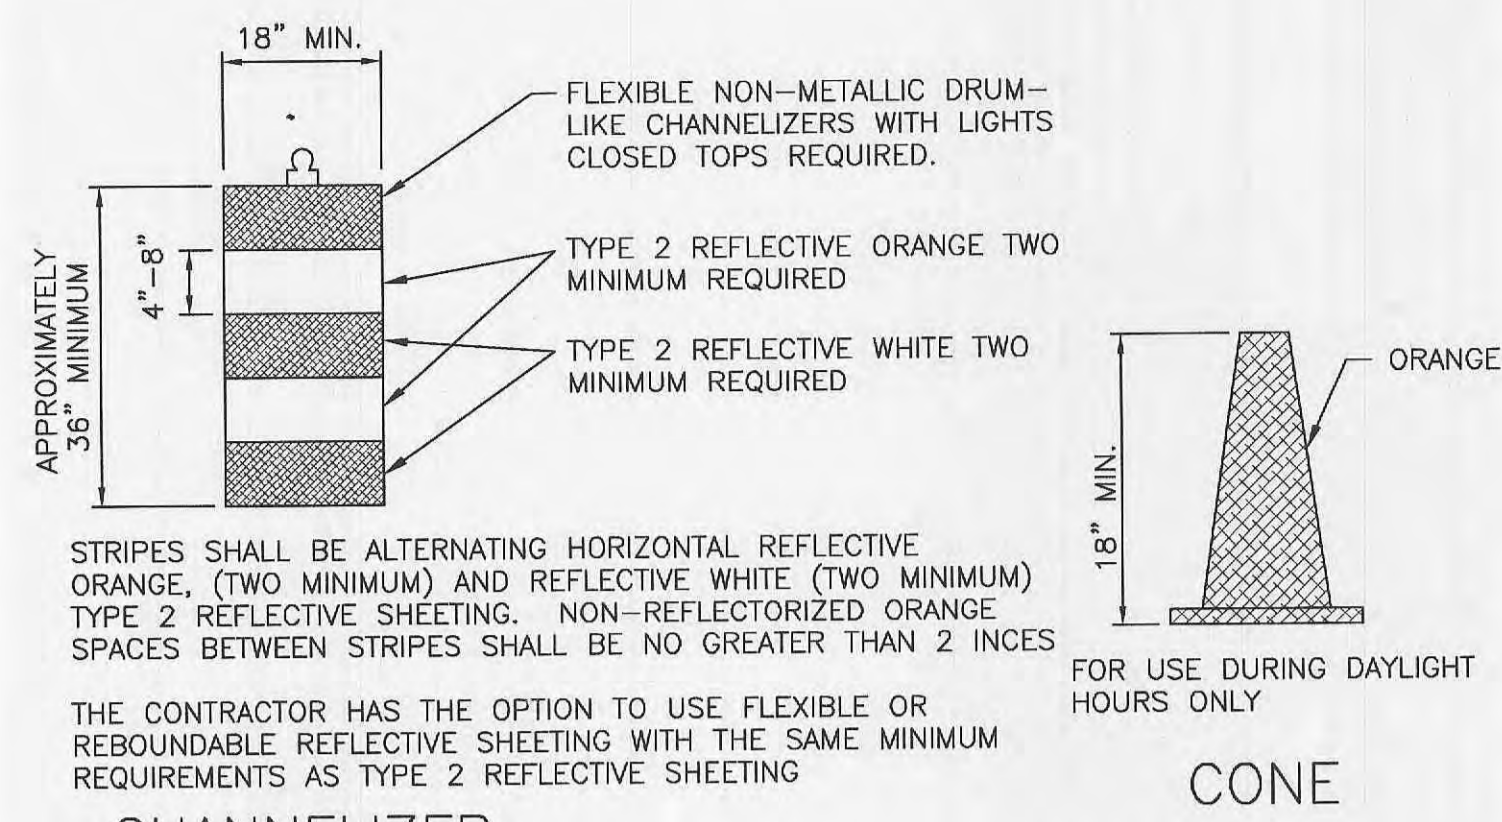 18" MIN.
FLEXIBLE NON-METALLIC DRUM-
LIKE CHANNELIZERS WITH LIGHTS
CLOSED TOPS REQUIRED.
APPROXIMATELY
36" MINIMUM
4"-8"
TYPE 2 REFLECTIVE ORANGE TWO
MINIMUM REQUIRED
TYPE 2 REFLECTIVE WHITE TWO
MINIMUM REQUIRED
STRIPES SHALL BE ALTERNATING HORIZONTAL REFLECTIVE
ORANGE, (TWO MINIMUM) AND REFLECTIVE WHITE (TWO MINIMUM)
TYPE 2 REFLECTIVE SHEETING. NON-REFLECTORIZED ORANGE
SPACES BETWEEN STRIPES SHALL BE NO GREATER THAN 2 INCES
THE CONTRACTOR HAS THE OPTION TO USE FLEXIBLE OR
REBOUNDABLE REFLECTIVE SHEETING WITH THE SAME MINIMUM
REQUIREMENTS AS TYPE 2 REFLECTIVE SHEETING
CHANNELIZER
ORANGE
18" MIN.
FOR USE DURING DAYLIGHT
HOURS ONLY
CONE